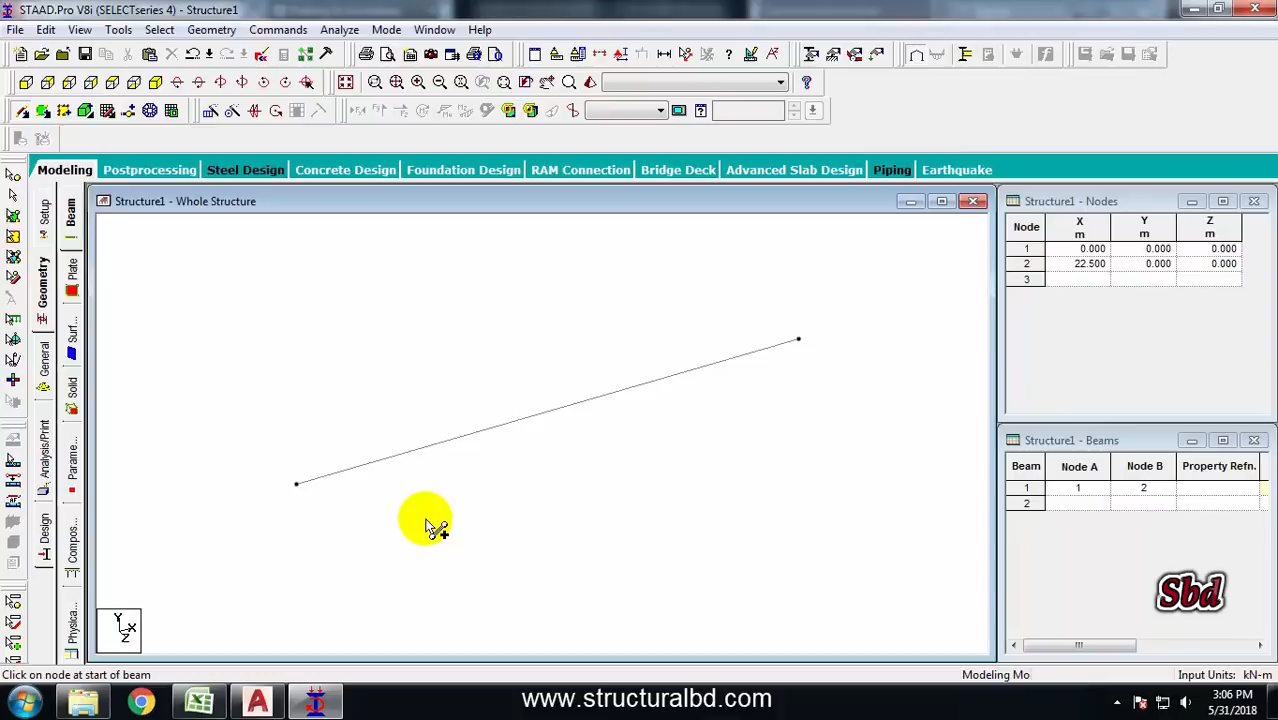 STAAD.Pro V8i (SELECTseries 4) - Structure1
File Edit View Tools Select Geometry Commands Analyze Mode Window Help
Modeling Postprocessing Steel Design Concrete Design Foundation Design RAM Connection Bridge Deck Advanced Slab Design Piping Earthquake
Setup
Geometry
General
Analysis/Print
Design
Beam
Plate
Surf...
Solid
Parame...
Compos...
Physica...
Structure1 - Whole Structure
Y
X
Z
Structure1 - Nodes
Node X m Y m Z m
1 0.000 0.000 0.000
2 22.500 0.000 0.000
3
Structure1 - Beams
Beam Node A Node B Property Refn.
1 1 2
2
Sbd
Click on node at start of beam Modeling Mo Input Units: kN-m
www.structuralbd.com
3:06 PM
5/31/2018